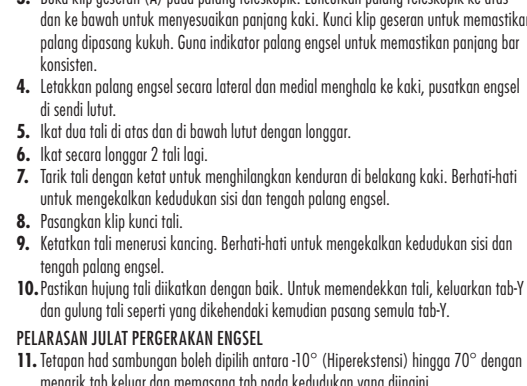 3. Buka klip geseran (A) pada palang teleskopik. Luncurkan palang teleskopik ke atas
dan ke bawah untuk menyesuaikan panjang kaki. Kunci klip geseran untuk memastikan
palang dipasang kukuh. Guna indikator palang engsel untuk memastikan panjang bar
konsisten.
4. Letakkan palang engsel secara lateral dan medial menghala ke kaki, pusatkan engsel
di sendi lutut.
5. Ikat dua tali di atas dan di bawah lutut dengan longgar.
6. Ikat secara longgar 2 tali lagi.
7. Tarik tali dengan ketat untuk menghilangkan kenduran di belakang kaki. Berhati-hati
untuk mengekalkan kedudukan sisi dan tengah palang engsel.
8. Pasangkan klip kunci tali.
9. Ketatkan tali menerusi kancing. Berhati-hati untuk mengekalkan kedudukan sisi dan
tengah palang engsel.
10. Pastikan hujung tali diikatkan dengan baik. Untuk memendekkan tali, keluarkan tab-Y
dan gulung tali seperti yang dikehendaki kemudian pasang semula tab-Y.
PELARASAN JULAT PERGERAKAN ENGSEL
11. Tetapan had sambungan boleh dipilih antara -10° (Hiperekstensi) hingga 70° dengan
menarik tab keluar dan memasang tab pada kedudukan yang diingini.